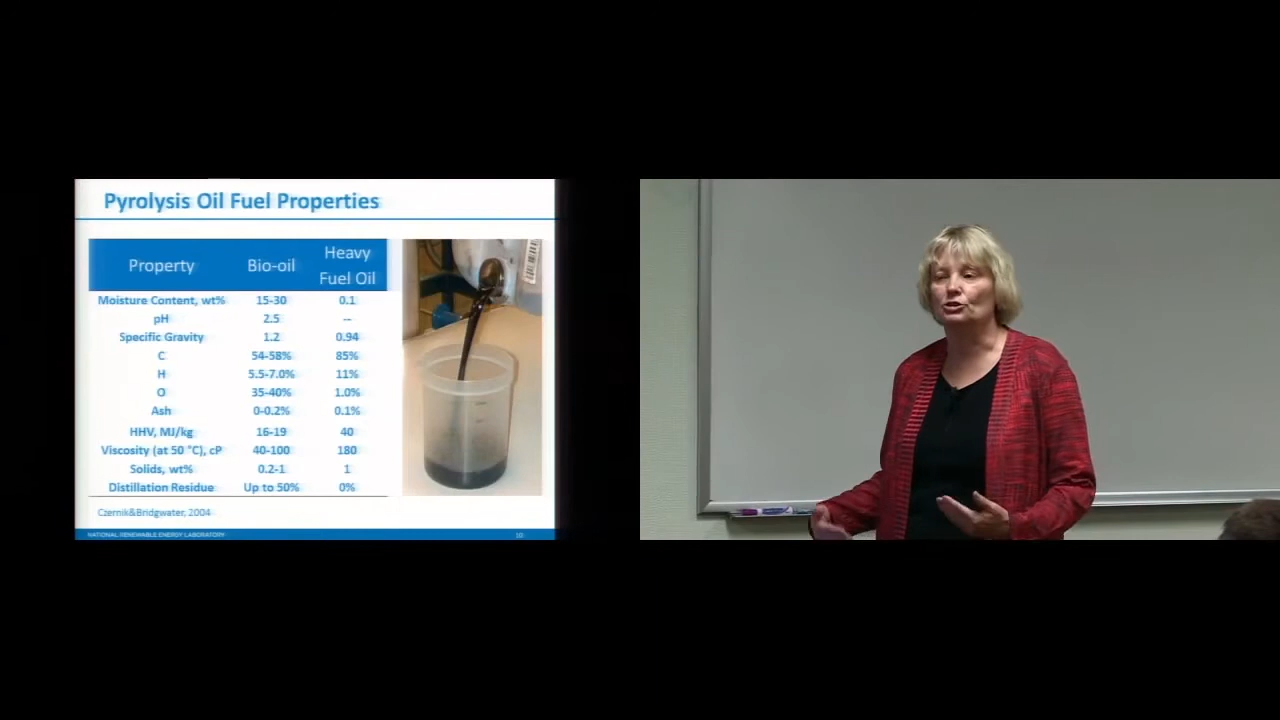 Pyrolysis Oil Fuel Properties
Property Bio-oil Heavy Fuel Oil
Moisture Content, wt% 15-30 0.1
pH 2.5 --
Specific Gravity 1.2 0.94
C 54-58% 85%
H 5.5-7.0% 11%
O 35-40% 1.0%
Ash 0-0.2% 0.1%
HHV, MJ/kg 16-19 40
Viscosity (at 50 °C), cP 40-100 180
Solids, wt% 0.2-1 1
Distillation Residue Up to 50% 0%
Czernik&Bridgwater, 2004
NATIONAL RENEWABLE ENERGY LABORATORY 10